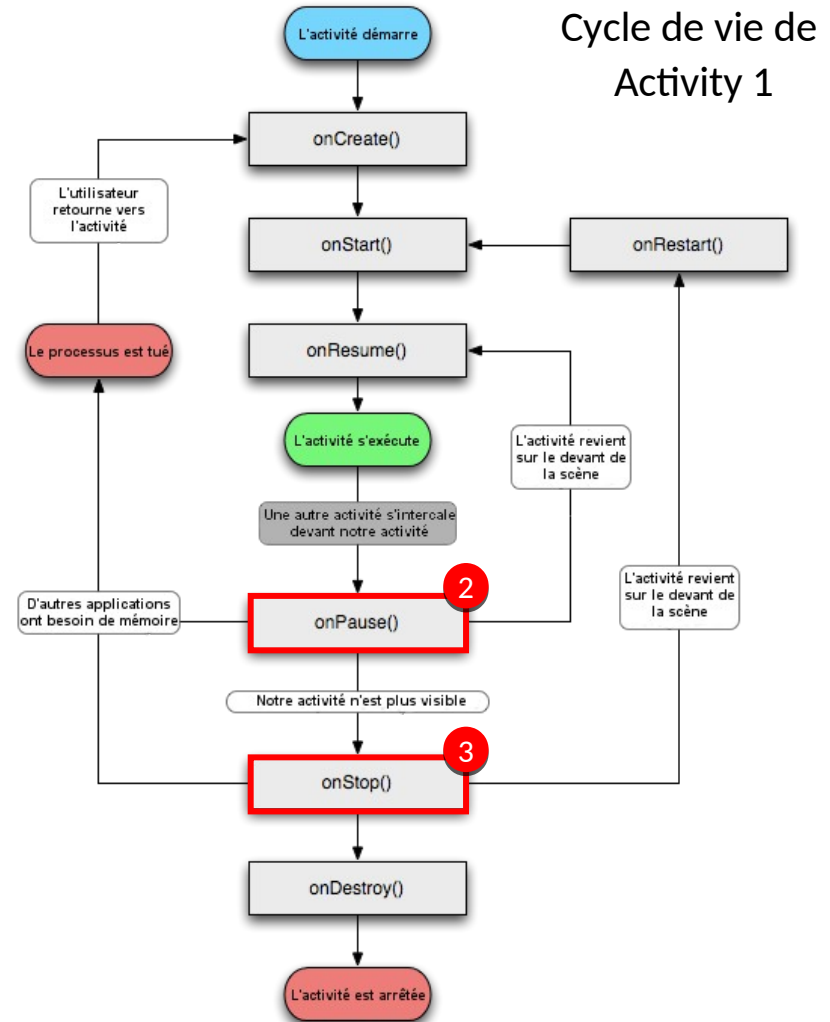 Cycle de vie de
Activity 1
L'activité démarre
onCreate()
L'utilisateur
retourne vers
l'activité
onStart()
onRestart()
Le processus est tué
onResume()
L'activité s'exécute
L'activité revient
sur le devant de
la scène
Une autre activité s'intercale
devant notre activité
D'autres applications
ont besoin de mémoire
2
onPause()
L'activité revient
sur le devant de
la scène
Notre activité n'est plus visible
3
onStop()
onDestroy()
L'activité est arrêtée